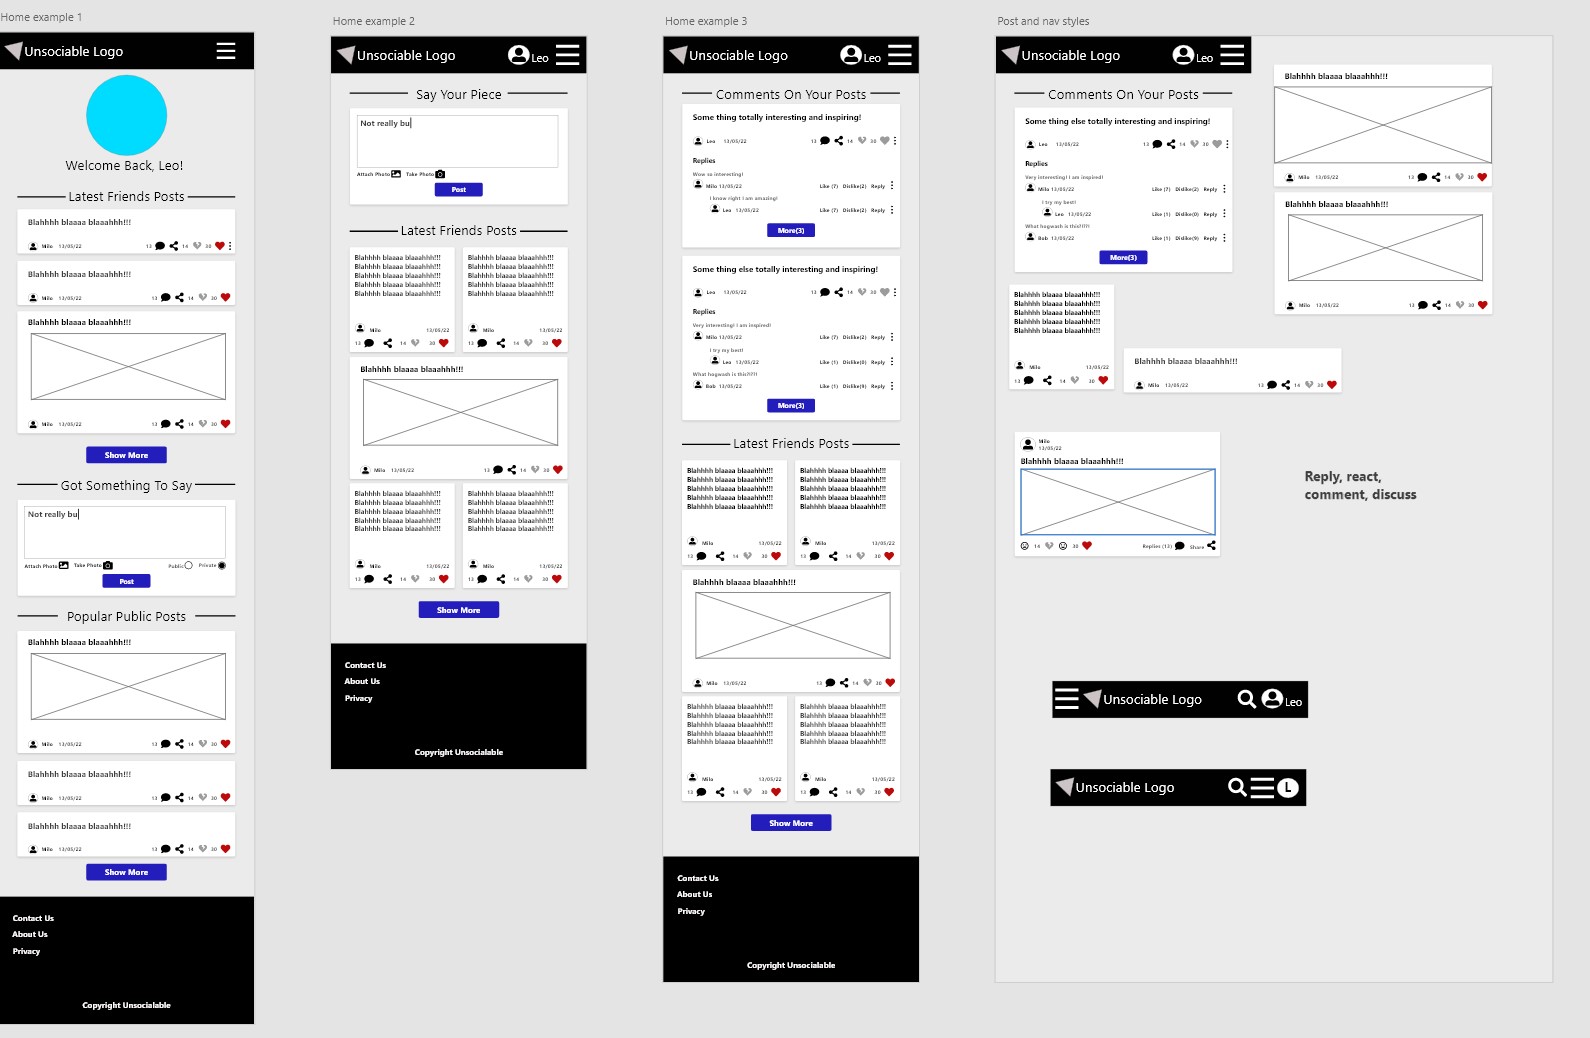 Home example 1
Unsociable Logo
Welcome Back, Leo!
Latest Friends Posts
Blahhhh blaaaa blaaahhh!!!
Milo 13/05/22 13 14 30
Blahhhh blaaaa blaaahhh!!!
Milo 13/05/22 13 14 30
Blahhhh blaaaa blaaahhh!!!
Milo 13/05/22 13 14 30
Show More
Got Something To Say
Not really bu
Attach Photo Take Photo Public Private
Post
Popular Public Posts
Blahhhh blaaaa blaaahhh!!!
Milo 13/05/22 13 14 30
Blahhhh blaaaa blaaahhh!!!
Milo 13/05/22 13 14 30
Blahhhh blaaaa blaaahhh!!!
Milo 13/05/22 13 14 30
Show More
Contact Us
About Us
Privacy
Copyright Unsocialable
Home example 2
Unsociable Logo Leo
Say Your Piece
Not really bu
Attach Photo Take Photo
Post
Latest Friends Posts
Blahhhh blaaaa blaaahhh!!! Blahhhh blaaaa blaaahhh!!!
Blahhhh blaaaa blaaahhh!!! Blahhhh blaaaa blaaahhh!!!
Blahhhh blaaaa blaaahhh!!! Blahhhh blaaaa blaaahhh!!!
Blahhhh blaaaa blaaahhh!!! Blahhhh blaaaa blaaahhh!!!
Blahhhh blaaaa blaaahhh!!! Blahhhh blaaaa blaaahhh!!!
Milo 13/05/22 Milo 13/05/22
13 14 30 13 14 30
Blahhhh blaaaa blaaahhh!!!
Milo 13/05/22 13 14 30
Blahhhh blaaaa blaaahhh!!! Blahhhh blaaaa blaaahhh!!!
Blahhhh blaaaa blaaahhh!!! Blahhhh blaaaa blaaahhh!!!
Blahhhh blaaaa blaaahhh!!! Blahhhh blaaaa blaaahhh!!!
Blahhhh blaaaa blaaahhh!!! Blahhhh blaaaa blaaahhh!!!
Blahhhh blaaaa blaaahhh!!! Blahhhh blaaaa blaaahhh!!!
Milo 13/05/22 Milo 13/05/22
13 14 30 13 14 30
Show More
Contact Us
About Us
Privacy
Copyright Unsocialable
Home example 3
Unsociable Logo Leo
Comments On Your Posts
Some thing totally interesting and inspiring!
Leo 13/05/22 13 14 30
Replies
Wow so interesting!
Milo 13/05/22 Like (7) Dislike(2) Reply
I know right I am amazing!
Leo 13/05/22 Like (7) Dislike(2) Reply
More(3)
Some thing else totally interesting and inspiring!
Leo 13/05/22 13 14 30
Replies
Very interesting! I am inspired!
Milo 13/05/22 Like (7) Dislike(2) Reply
I try my best!
Leo 13/05/22 Like (1) Dislike(0) Reply
What hogwash is this?!?!
Bob 13/05/22 Like (1) Dislike(9) Reply
More(3)
Latest Friends Posts
Blahhhh blaaaa blaaahhh!!! Blahhhh blaaaa blaaahhh!!!
Blahhhh blaaaa blaaahhh!!! Blahhhh blaaaa blaaahhh!!!
Blahhhh blaaaa blaaahhh!!! Blahhhh blaaaa blaaahhh!!!
Blahhhh blaaaa blaaahhh!!! Blahhhh blaaaa blaaahhh!!!
Blahhhh blaaaa blaaahhh!!! Blahhhh blaaaa blaaahhh!!!
Milo 13/05/22 Milo 13/05/22
13 14 30 13 14 30
Blahhhh blaaaa blaaahhh!!!
Milo 13/05/22 13 14 30
Blahhhh blaaaa blaaahhh!!! Blahhhh blaaaa blaaahhh!!!
Blahhhh blaaaa blaaahhh!!! Blahhhh blaaaa blaaahhh!!!
Blahhhh blaaaa blaaahhh!!! Blahhhh blaaaa blaaahhh!!!
Blahhhh blaaaa blaaahhh!!! Blahhhh blaaaa blaaahhh!!!
Blahhhh blaaaa blaaahhh!!! Blahhhh blaaaa blaaahhh!!!
Milo 13/05/22 Milo 13/05/22
13 14 30 13 14 30
Show More
Contact Us
About Us
Privacy
Copyright Unsocialable
Post and nav styles
Unsociable Logo Leo
Comments On Your Posts
Some thing else totally interesting and inspiring!
Leo 13/05/22 13 14 30
Replies
Very interesting! I am inspired!
Milo 13/05/22 Like (7) Dislike(2) Reply
I try my best!
Leo 13/05/22 Like (1) Dislike(0) Reply
What hogwash is this?!?!
Bob 13/05/22 Like (1) Dislike(9) Reply
More(3)
Blahhhh blaaaa blaaahhh!!!
Milo 13/05/22 13 14 30
Blahhhh blaaaa blaaahhh!!!
Milo 13/05/22 13 14 30
Blahhhh blaaaa blaaahhh!!!
Blahhhh blaaaa blaaahhh!!!
Blahhhh blaaaa blaaahhh!!!
Blahhhh blaaaa blaaahhh!!!
Blahhhh blaaaa blaaahhh!!!
Milo 13/05/22
13 14 30
Blahhhh blaaaa blaaahhh!!!
Milo 13/05/22 13 14 30
Milo
13/05/22
Blahhhh blaaaa blaaahhh!!!
14 30 Replies (13) Share
Reply, react,
comment, discuss
Unsociable Logo Leo
Unsociable Logo L